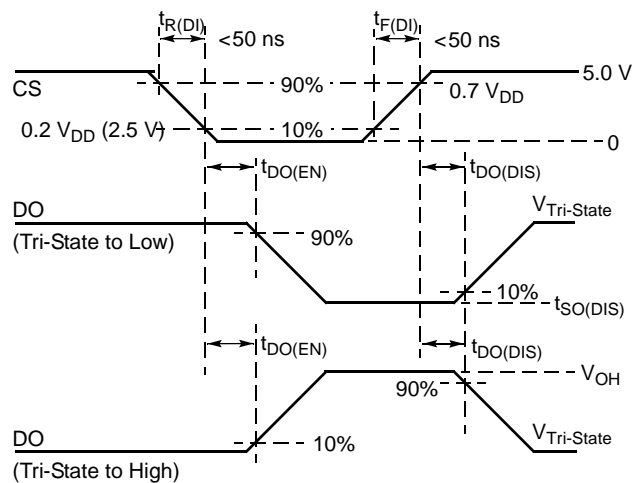 tR(DI) <50 ns tF(DI) <50 ns
5.0 V
CS 90% 0.7 VDD
0.2 VDD (2.5 V) 10% 0
tDO(EN) tDO(DIS)
DO VTri-State
(Tri-State to Low) 90%
10%
tSO(DIS)
tDO(EN) tDO(DIS)
VOH
90%
DO 10% VTri-State
(Tri-State to High)